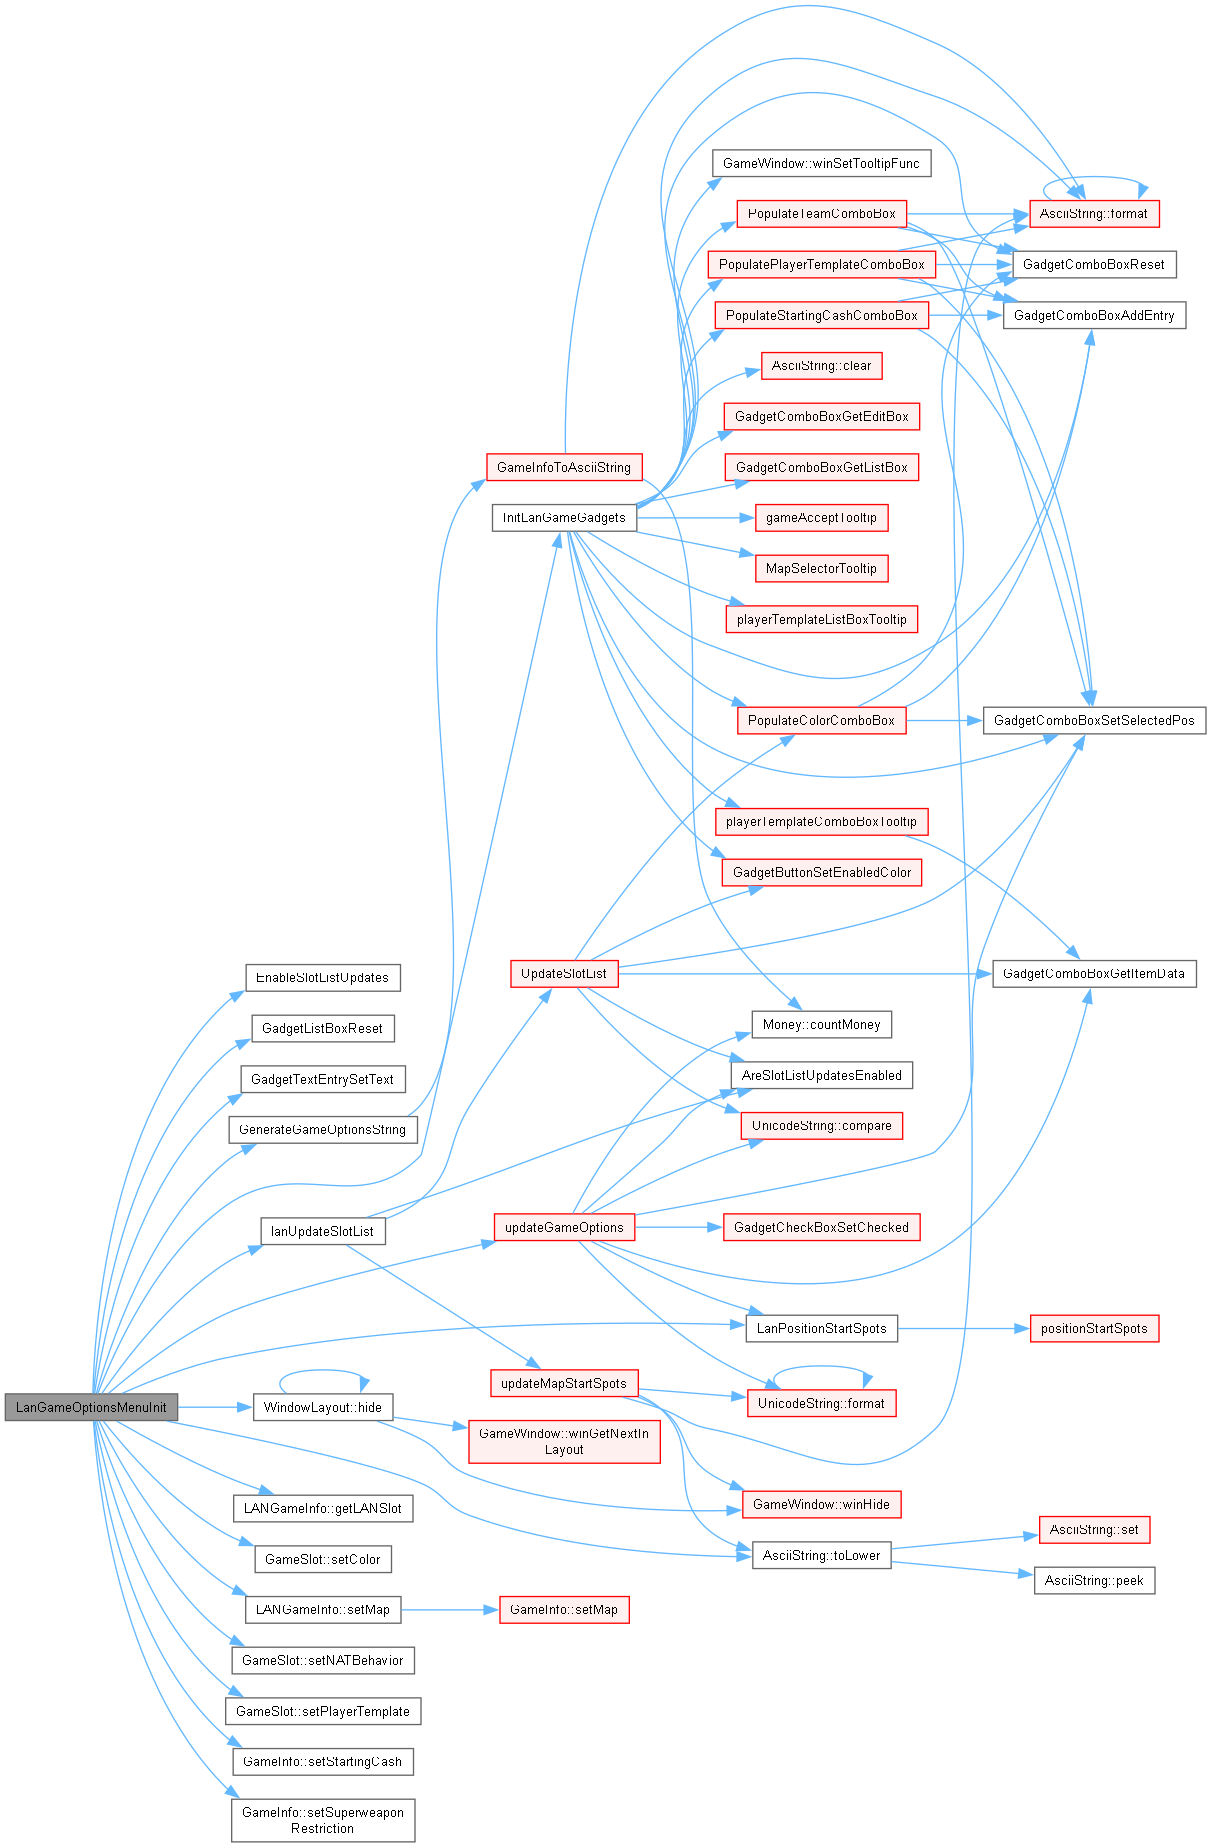 GameWindow::winSetTooltipFunc
PopulateTeamComboBox
AsciiString::format
PopulatePlayerTemplateComboBox
GadgetComboBoxReset
PopulateStartingCashComboBox
GadgetComboBoxAddEntry
AsciiString::clear
GadgetComboBoxGetEditBox
GameInfoToAsciiString
GadgetComboBoxGetListBox
InitLanGameGadgets
gameAcceptTooltip
MapSelectorTooltip
playerTemplateListBoxTooltip
PopulateColorComboBox
GadgetComboBoxSetSelectedPos
playerTemplateComboBoxTooltip
GadgetButtonSetEnabledColor
EnableSlotListUpdates
UpdateSlotList
GadgetComboBoxGetItemData
GadgetListBoxReset
Money::countMoney
GadgetTextEntrySetText
AreSlotListUpdatesEnabled
GenerateGameOptionsString
UnicodeString::compare
lanUpdateSlotList
updateGameOptions
GadgetCheckBoxSetChecked
LanPositionStartSpots
positionStartSpots
updateMapStartSpots
LanGameOptionsMenuInit
WindowLayout::hide
UnicodeString::format
GameWindow::winGetNextIn
Layout
LANGameInfo::getLANSlot
GameWindow::winHide
GameSlot::setColor
AsciiString::toLower
AsciiString::set
AsciiString::peek
LANGameInfo::setMap
GameInfo::setMap
GameSlot::setNATBehavior
GameSlot::setPlayerTemplate
GameInfo::setStartingCash
GameInfo::setSuperweapon
Restriction